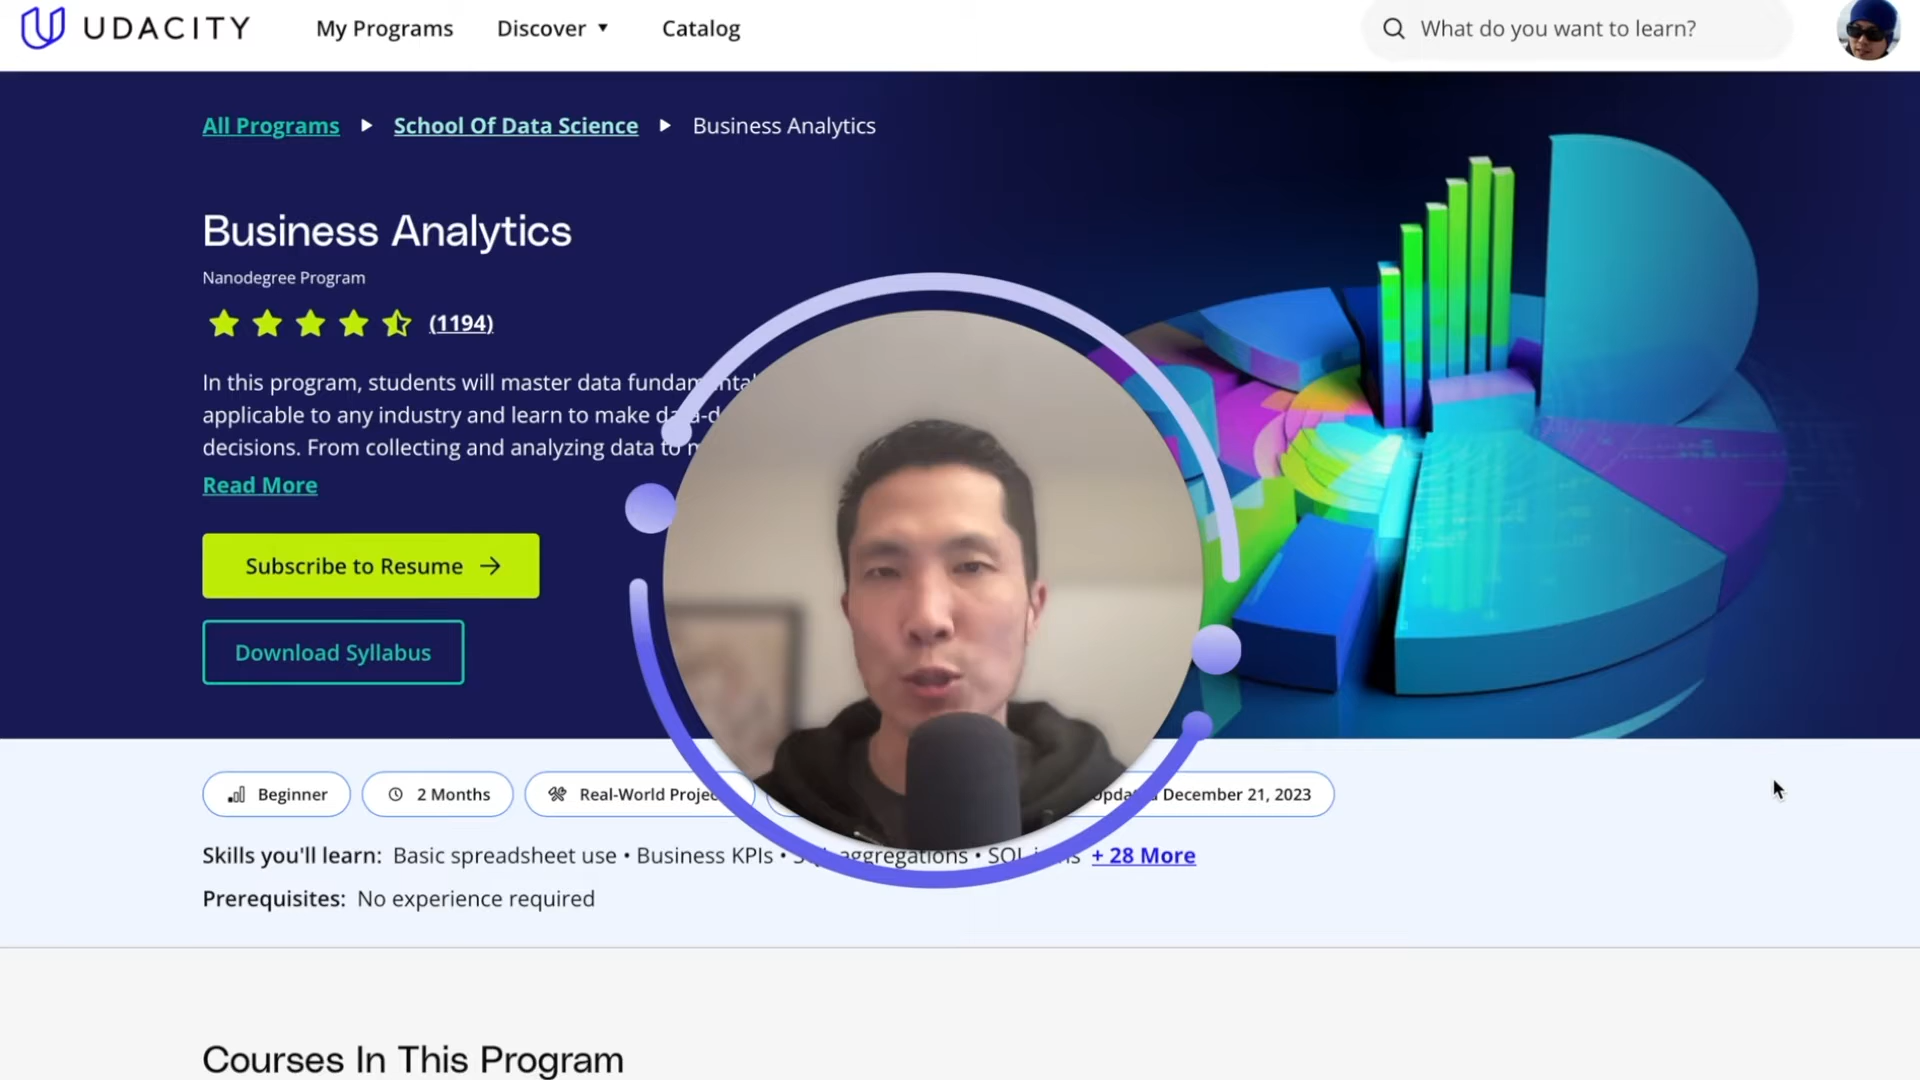 UDACITY My Programs Discover Catalog What do you want to learn?
All Programs School Of Data Science Business Analytics
Business Analytics
Nanodegree Program
(1194)
In this program, students will master data
applicable to any industry and learn to make
decisions. From collecting and analyzing data to
Read More
Subscribe to Resume →
Download Syllabus
Beginner 2 Months Real-World December 21, 2023
Skills you'll learn: Basic spreadsheet use • Business KPIs • aggregations • + 28 More
Prerequisites: No experience required
Courses In This Program